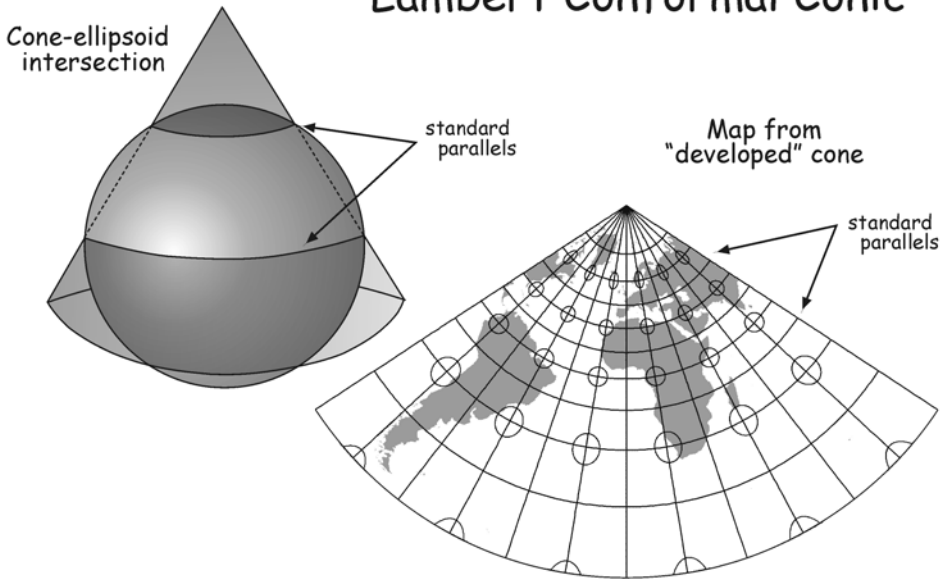 Lambert Conformal Conic
Cone-ellipsoid
intersection
standard
parallels
Map from
"developed" cone
standard
parallels